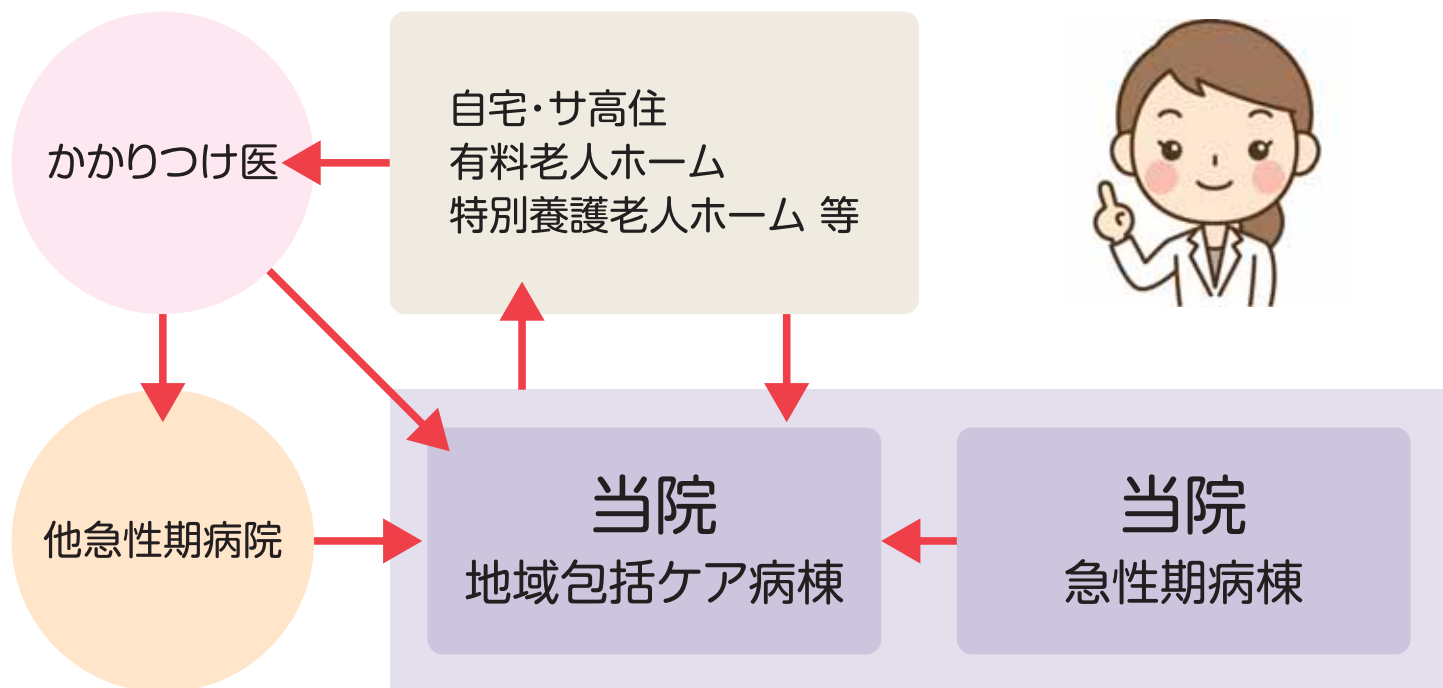 かかりつけ医
自宅・サ高住
有料老人ホーム
特別養護老人ホーム 等
他急性期病院
当院
地域包括ケア病棟
当院
急性期病棟